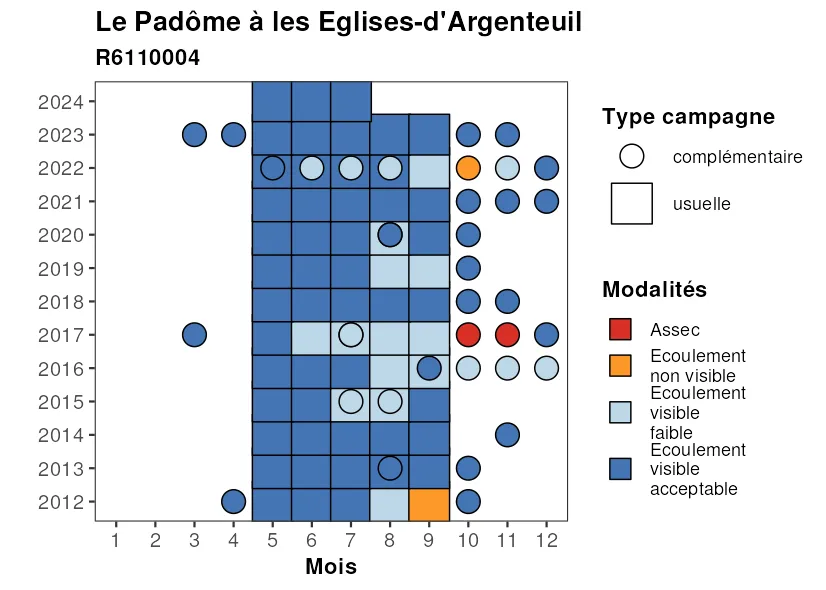 Le Padôme à les Eglises-d'Argenteuil
R6110004
2024
2023
2022
2021
2020
2019
2018
2017
2016
2015
2014
2013
2012
1 2 3 4 5 6 7 8 9 10 11 12
Mois
Type campagne
complémentaire
usuelle
Modalités
Assec
Ecoulement
non visible
Ecoulement
visible
faible
Ecoulement
visible
acceptable